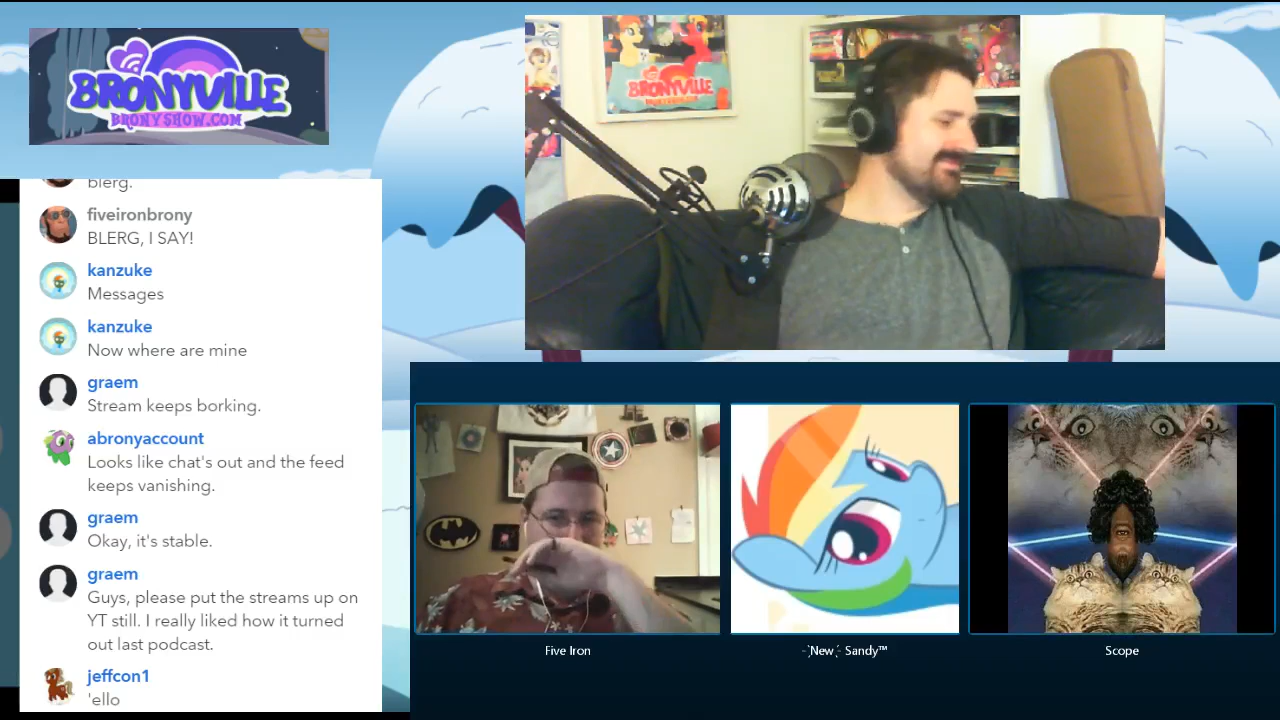 BRONYVILLE
BRONYSHOW.COM
blerg.
fiveironbrony
BLERG, I SAY!
kanzuke
Messages
kanzuke
Now where are mine
graem
Stream keeps borking.
abronyaccount
Looks like chat's out and the feed
keeps vanishing.
graem
Okay, it's stable.
graem
Guys, please put the streams up on
YT still. I really liked how it turned
out last podcast.
jeffcon1
'ello
BRONYVILLE
Five Iron
New
Sandy™
Scope